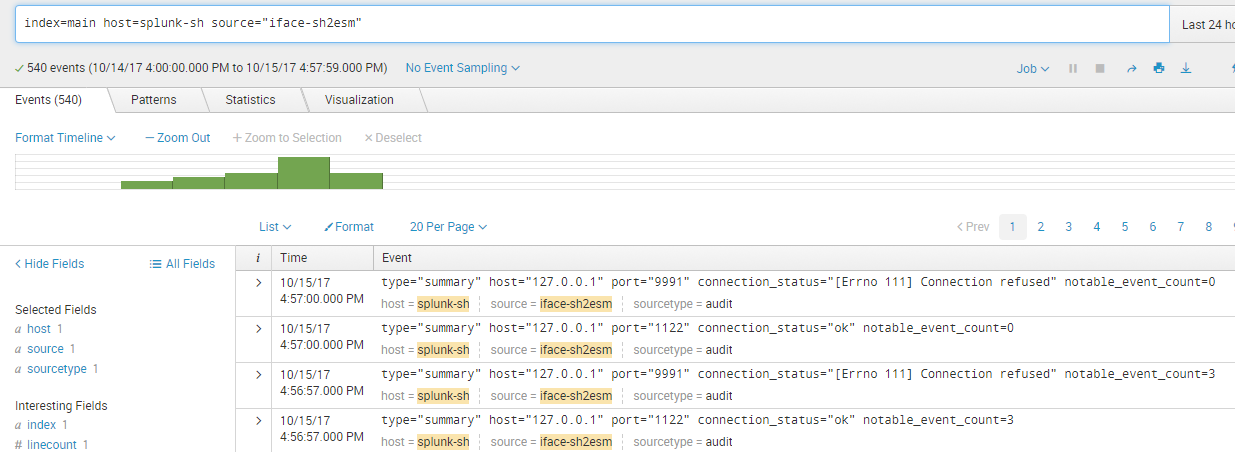 index=main host=splunk-sh source="iface-sh2esm"
Last 24 ho
540 events (10/14/17 4:00:00.000 PM to 10/15/17 4:57:59.000 PM) No Event Sampling
Job
Events (540) Patterns Statistics Visualization
Format Timeline — Zoom Out + Zoom to Selection × Deselect
List Format 20 Per Page < Prev 1 2 3 4 5 6 7 8
< Hide Fields All Fields
i Time Event
Selected Fields
a host 1
a source 1
a sourcetype 1
Interesting Fields
a index 1
# linecount 1
> 10/15/17 type="summary" host="127.0.0.1" port="9991" connection_status="[Errno 111] Connection refused" notable_event_count=0
4:57:00.000 PM host = splunk-sh source = iface-sh2esm sourcetype = audit
> 10/15/17 type="summary" host="127.0.0.1" port="1122" connection_status="ok" notable_event_count=0
4:57:00.000 PM host = splunk-sh source = iface-sh2esm sourcetype = audit
> 10/15/17 type="summary" host="127.0.0.1" port="9991" connection_status="[Errno 111] Connection refused" notable_event_count=3
4:56:57.000 PM host = splunk-sh source = iface-sh2esm sourcetype = audit
> 10/15/17 type="summary" host="127.0.0.1" port="1122" connection_status="ok" notable_event_count=3
4:56:57.000 PM host = splunk-sh source = iface-sh2esm sourcetype = audit